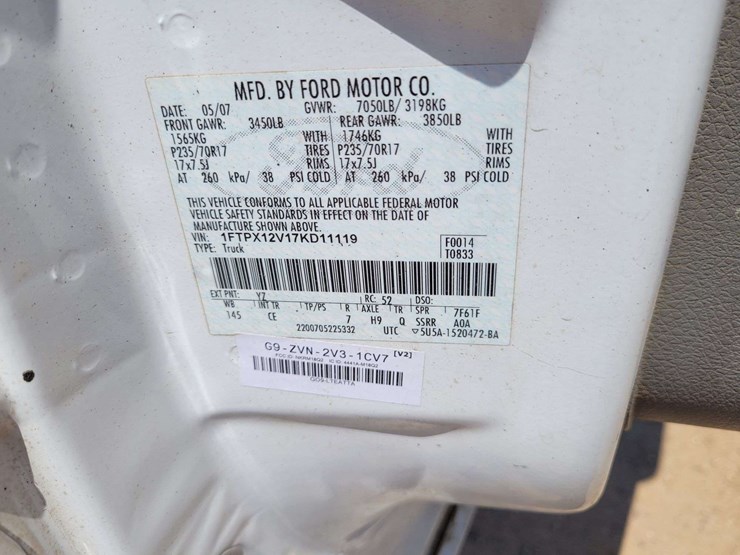 MFD. BY FORD MOTOR CO.
DATE: 05/07 GVWR: 7050LB/ 3198KG
FRONT GAWR: 3450LB REAR GAWR: 3850LB
1565KG WITH 1746KG WITH
P235/70R17 TIRES P235/70R17 TIRES
17x7.5J RIMS 17x7.5J RIMS
AT 260 kPa/ 38 PSI COLD AT 260 kPa/ 38 PSI COLD
THIS VEHICLE CONFORMS TO ALL APPLICABLE FEDERAL MOTOR
VEHICLE SAFETY STANDARDS IN EFFECT ON THE DATE OF
MANUFACTURE SHOWN ABOVE.
VIN: 1FTPX12V17KD11119
TYPE: Truck
F0014
T0833
EXT PNT: YZ RC: 52 DSO:
WB INT TR TP/PS R AXLE TR SPR 7F61F
145 CE 7 H9 Q SSRR AOA
2200705225332 UTC 5U5A-1520472-BA
G9-ZVN-2V3-1CV7 [V2]